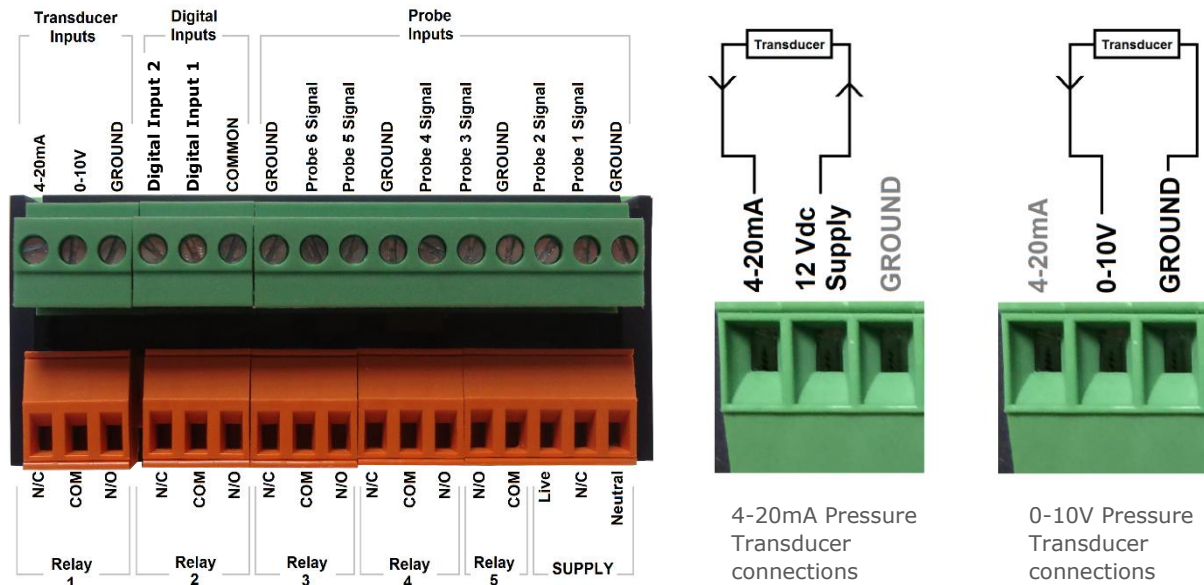 Transducer
Inputs
Digital
Inputs
Probe
Inputs
4-20mA
0-10V
GROUND
Digital Input 2
Digital Input 1
COMMON
GROUND
Probe 6 Signal
Probe 5 Signal
GROUND
Probe 4 Signal
Probe 3 Signal
GROUND
Probe 2 Signal
Probe 1 Signal
GROUND
N/C
COM
N/O
N/C
COM
N/O
N/C
COM
N/O
N/C
COM
N/O
N/O
COM
Live
N/C
Neutral
Relay
1
Relay
2
Relay
3
Relay
4
Relay
5
SUPPLY
Transducer
4-20mA
12 Vdc
Supply
GROUND
4-20mA Pressure
Transducer
connections
Transducer
4-20mA
0-10V
GROUND
0-10V Pressure
Transducer
connections